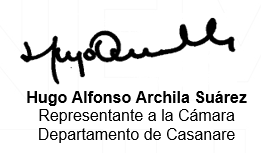 Hugo Alfonso Archila Suárez
Representante a la Cámara
Departamento de Casanare